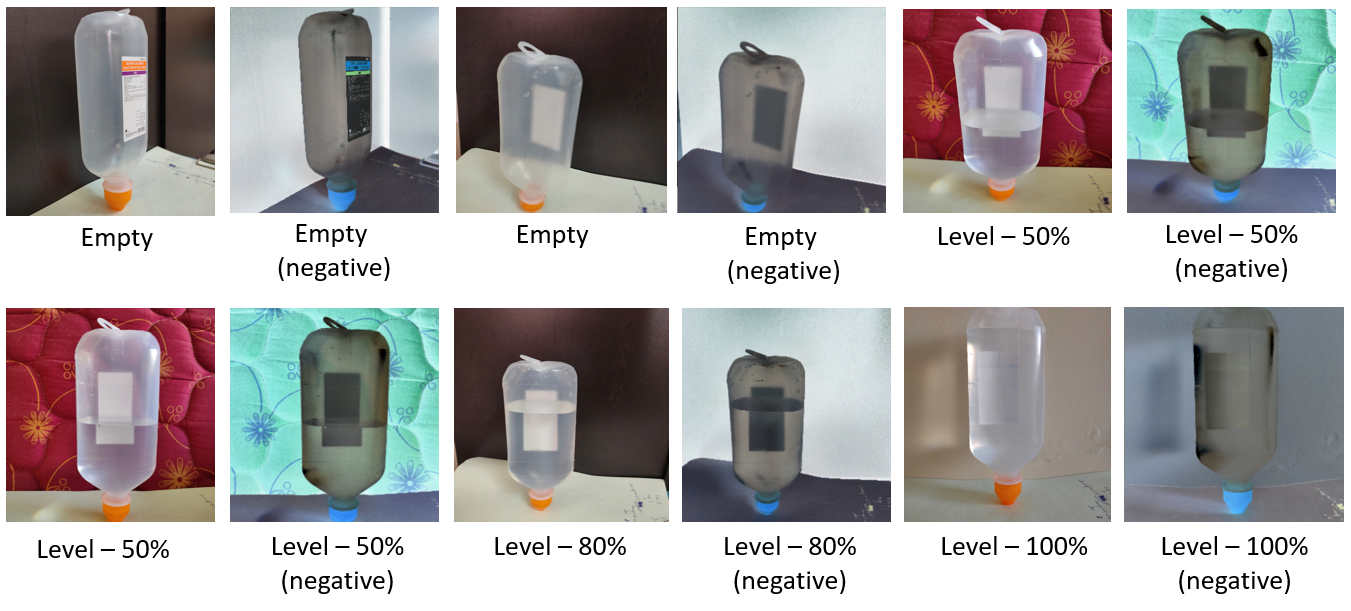 Empty
Empty
(negative)
Empty
Empty
(negative)
Level – 50%
Level – 50%
(negative)
Level – 50%
Level – 50%
(negative)
Level – 80%
Level – 80%
(negative)
Level – 100%
Level – 100%
(negative)